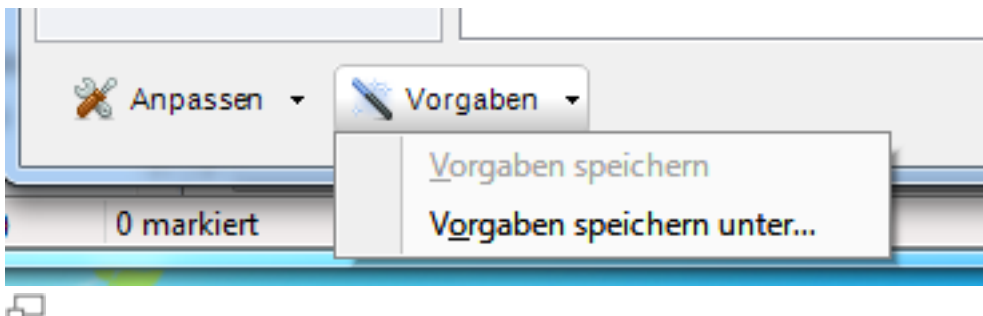 Anpassen Vorgaben
Vorgaben speichern
0 markiert
Vorgaben speichern unter...